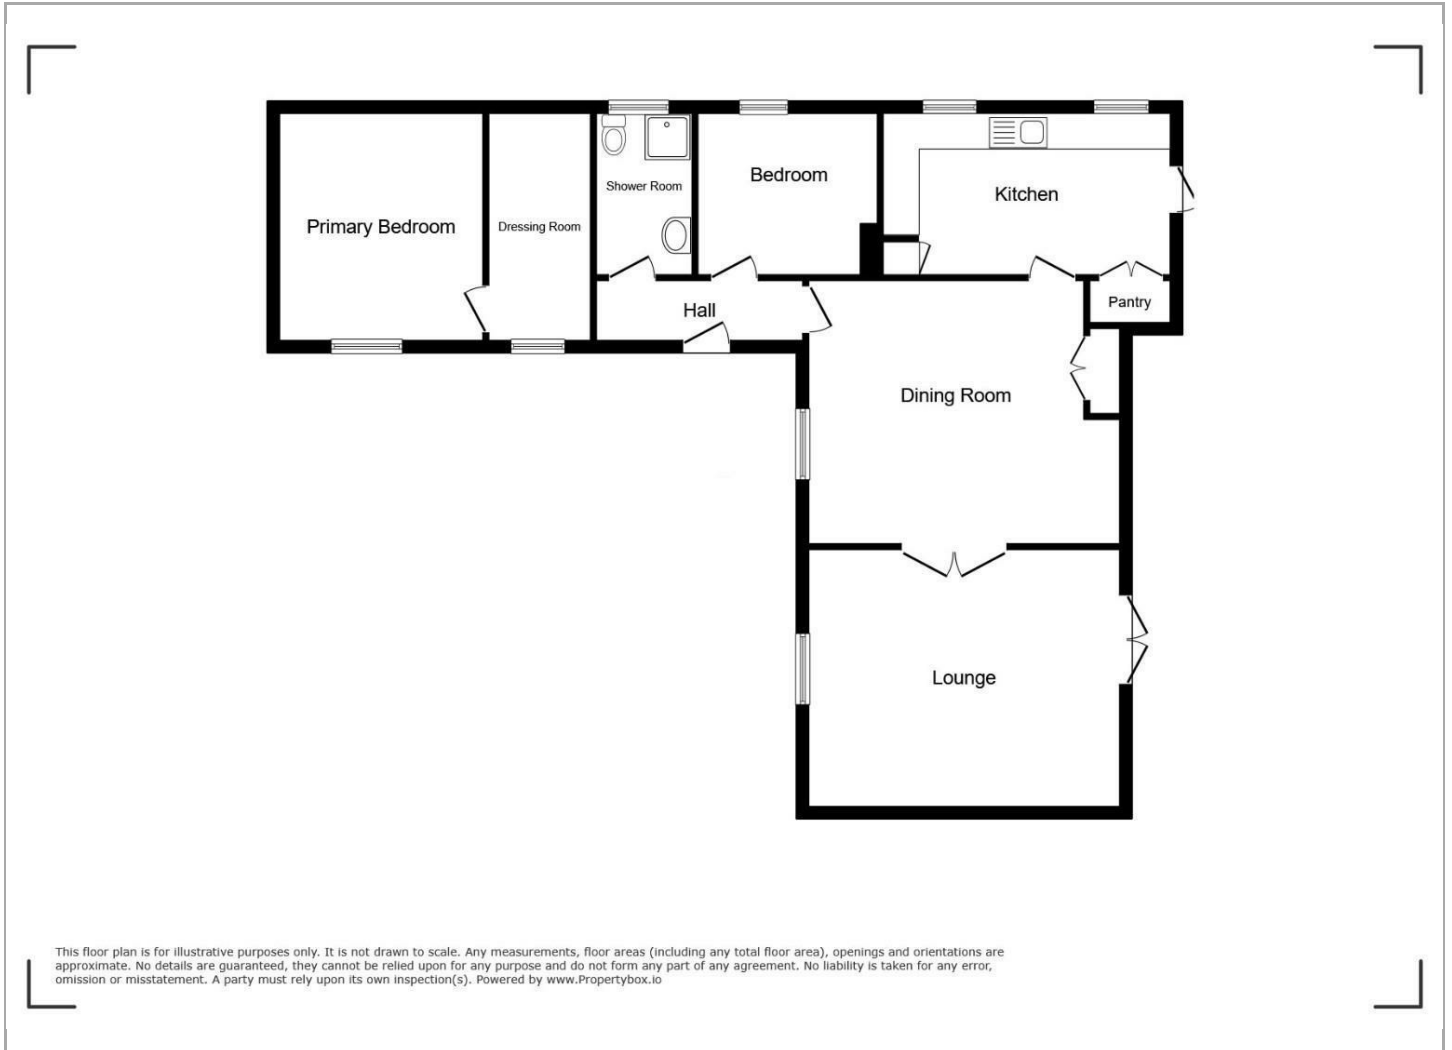 Bedroom
Shower Room
Kitchen
Primary Bedroom
Dressing Room
Hall
Pantry
Dining Room
Lounge
This floor plan is for illustrative purposes only. It is not drawn to scale. Any measurements, floor areas (including any total floor area), openings and orientations are
approximate. No details are guaranteed, they cannot be relied upon for any purpose and do not form any part of any agreement. No liability is taken for any error,
omission or misstatement. A party must rely upon its own inspection(s). Powered by www.Propertybox.io